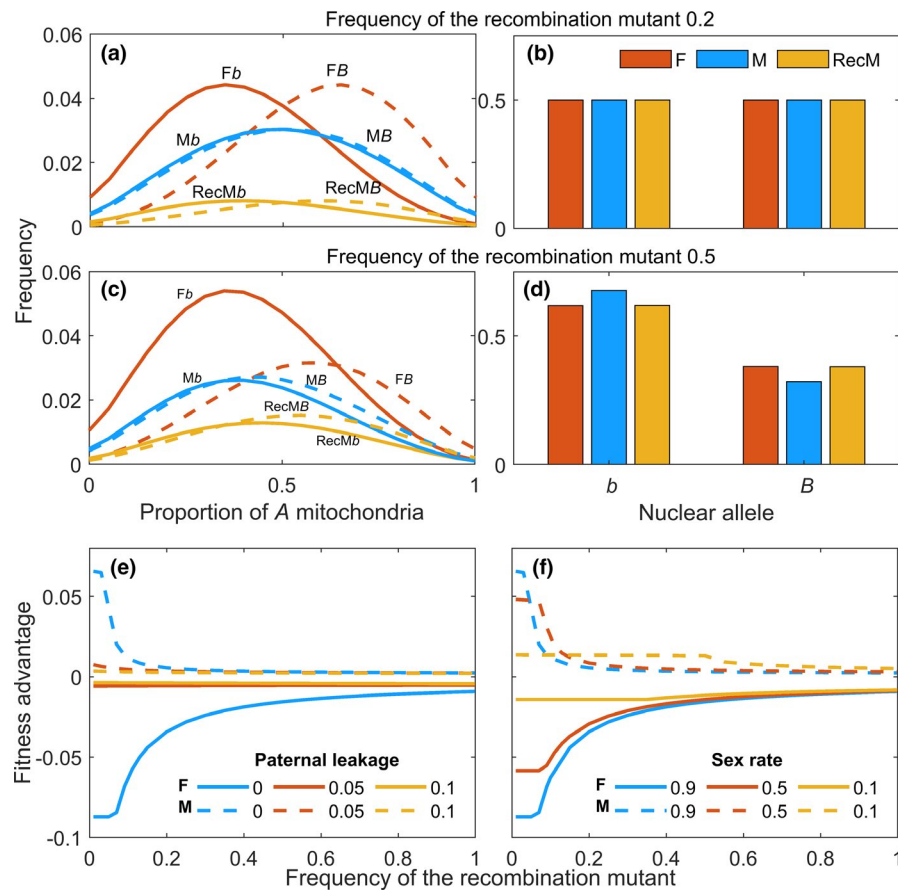 Frequency of the recombination mutant 0.2
(a)
Fb
FB
Mb
MB
RecMb
RecMB
0.06
0.04
0.02
0
(b)
F M RecM
0.5
0
Frequency
Frequency of the recombination mutant 0.5
(c)
Fb
Mb
MB
FB
RecMB
RecMb
0.06
0.04
0.02
0
0 0.5 1
Proportion of A mitochondria
(d)
0.5
0
b B
Nuclear allele
(e)
Fitness advantage
0.05
0
-0.05
-0.1
Paternal leakage
F 0 0.05 0.1
M 0 0.05 0.1
0 0.2 0.4 0.6 0.8 1
(f)
Sex rate
F 0.9 0.5 0.1
M 0.9 0.5 0.1
0 0.2 0.4 0.6 0.8 1
Frequency of the recombination mutant